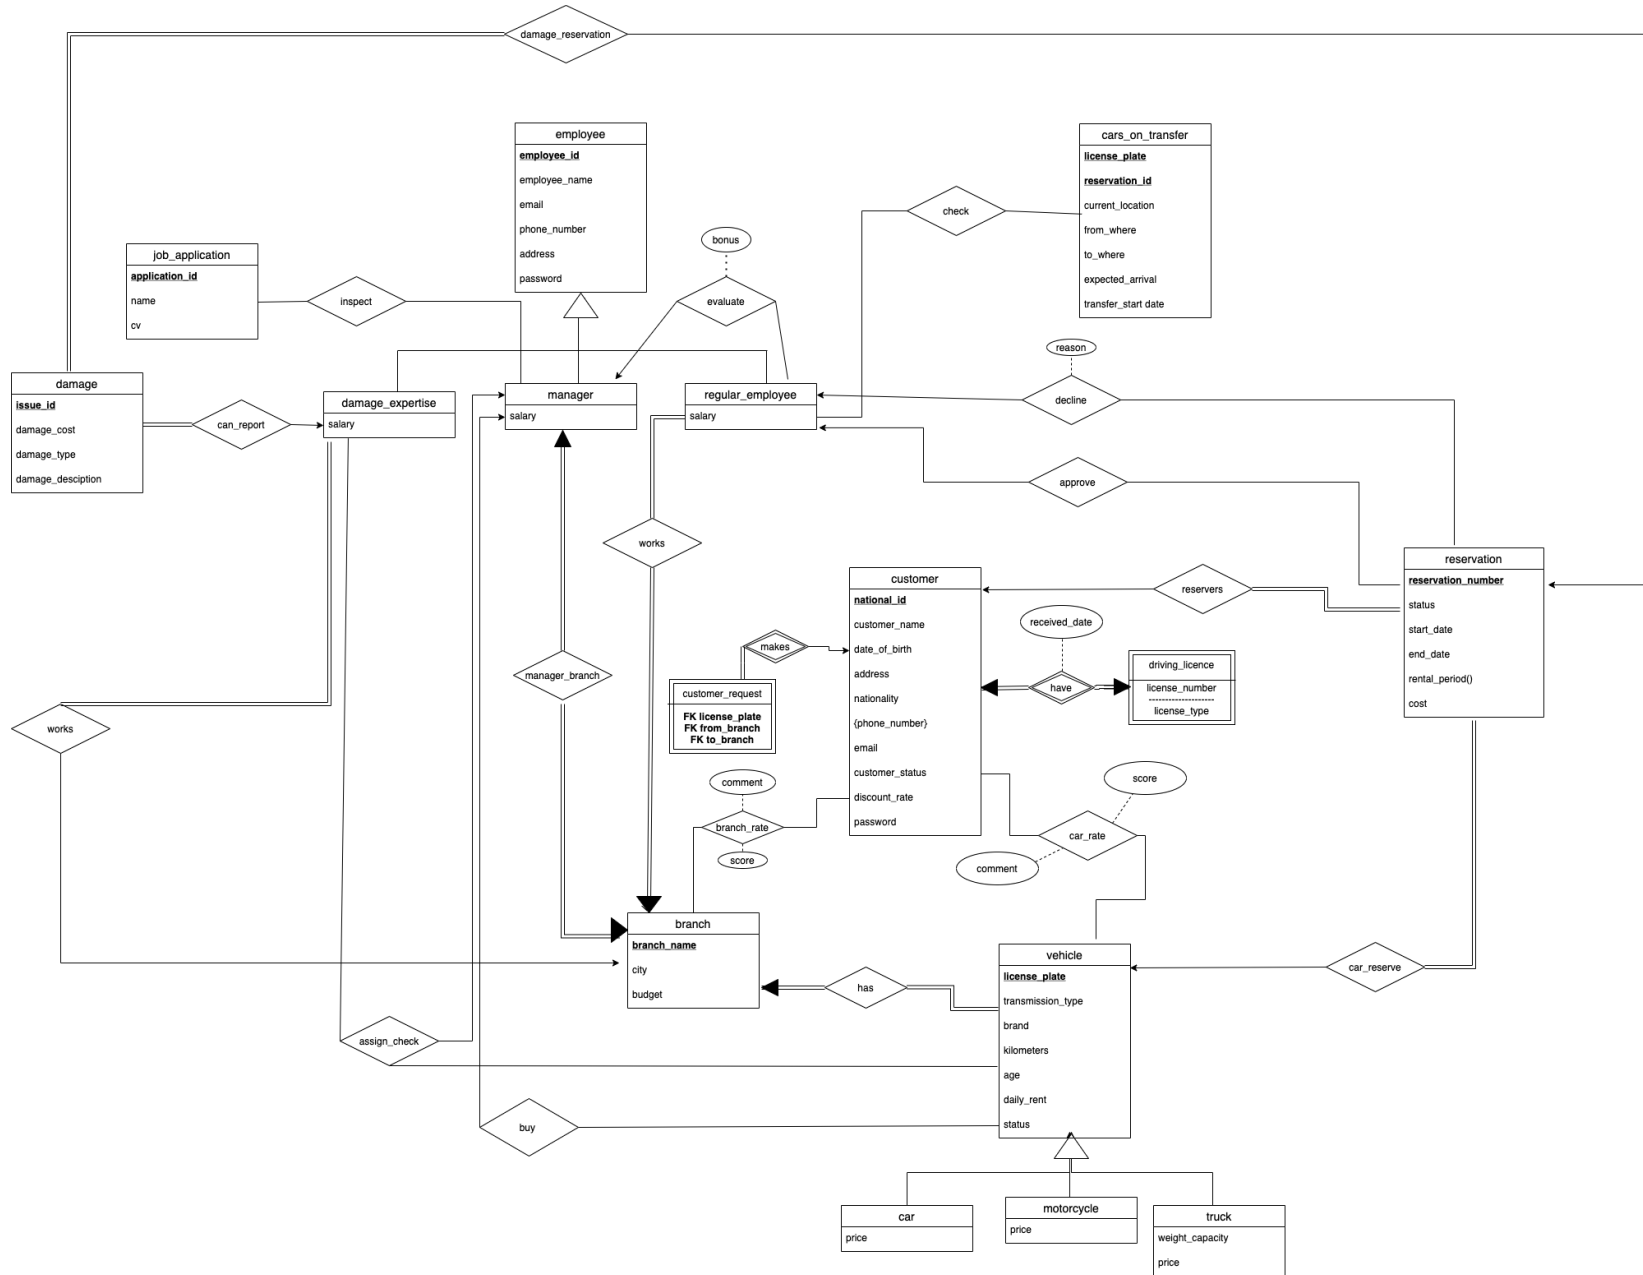 damage_reservation
employee
employee_id
employee_name
email
phone_number
address
password
cars_on_transfer
license_plate
reservation_id
current_location
from_where
to_where
expected_arrival
transfer_start date
check
bonus
evaluate
job_application
application_id
name
cv
inspect
reason
decline
damage
issue_id
damage_cost
damage_type
damage_desciption
can_report
damage_expertise
salary
manager
salary
regular_employee
salary
approve
works
reservation
reservation_number
status
start_date
end_date
rental_period()
cost
customer
national_id
customer_name
date_of_birth
address
nationality
{phone_number}
email
customer_status
discount_rate
password
reservers
received_date
have
driving_licence
license_number
------------------
license_type
makes
customer_request
FK license_plate
FK from_branch
FK to_branch
manager_branch
works
comment
branch_rate
score
score
car_rate
comment
branch
branch_name
city
budget
has
vehicle
license_plate
transmission_type
brand
kilometers
age
daily_rent
status
car_reserve
assign_check
buy
car
price
motorcycle
price
truck
weight_capacity
price